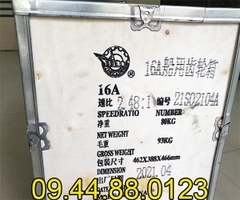 16A船用齿轮箱
i6A
速比 2.48:1 编号 21S02104A
SPEEDRATIO NUMBER
净重 80KG
NET WEIGHT
毛重 93KG
GROSS WEIGHT
包装尺寸 462X388X466mm
DIMENSION 2021.04
09.44.88.0123